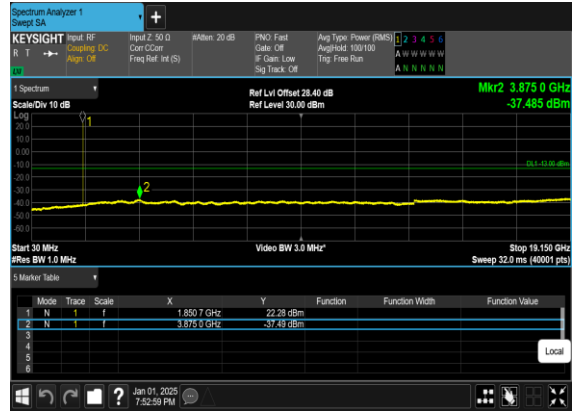 Spectrum Analyzer 1
Swept SA
+
KEYSIGHT Input: RF Input Z: 50 Ω #Atten: 20 dB PNO: Fast Avg Type: Power (RMS) 1 2 3 4 5 6
R T Coupling: DC Corr CCorr Gate: Off Avg|Hold: 100/100 A W W W W W
Align: Off Freq Ref: Int (S) IF Gain: Low Trig: Free Run
Sig Track: Off A N N N N N
1 Spectrum Ref Lvl Offset 28.40 dB Mkr2 3.875 0 GHz
Scale/Div 10 dB Ref Level 30.00 dBm -37.485 dBm
Log
20.0
10.0
0.00
-10.0
-20.0
-30.0
-40.0
-50.0
-60.0
1
2
DL1 -13.00 dBm
Start 30 MHz Video BW 3.0 MHz* Stop 19.150 GHz
#Res BW 1.0 MHz Sweep 32.0 ms (40001 pts)
5 Marker Table
Mode Trace Scale X Y Function Function Width Function Value
1 N 1 f 1.850 7 GHz 22.28 dBm
2 N 1 f 3.875 0 GHz -37.49 dBm
3
4
5
6
Local
? Jan 01, 2025
7:52:59 PM